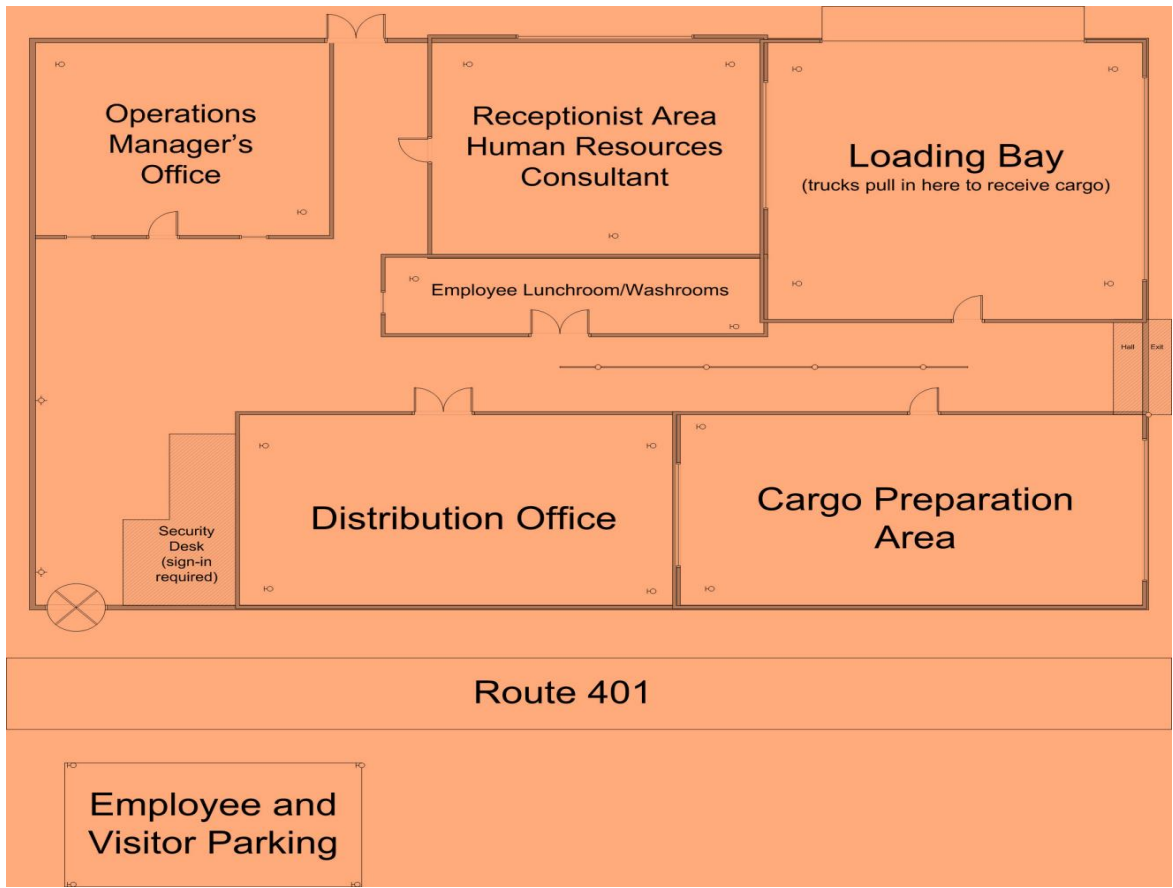 Operations
Manager's
Office
Receptionist Area
Human Resources
Consultant
Loading Bay
(trucks pull in here to receive cargo)
Employee Lunchroom/Washrooms
Hall
Exit
Security
Desk
(sign-in
required)
Distribution Office
Cargo Preparation
Area
Route 401
Employee and
Visitor Parking